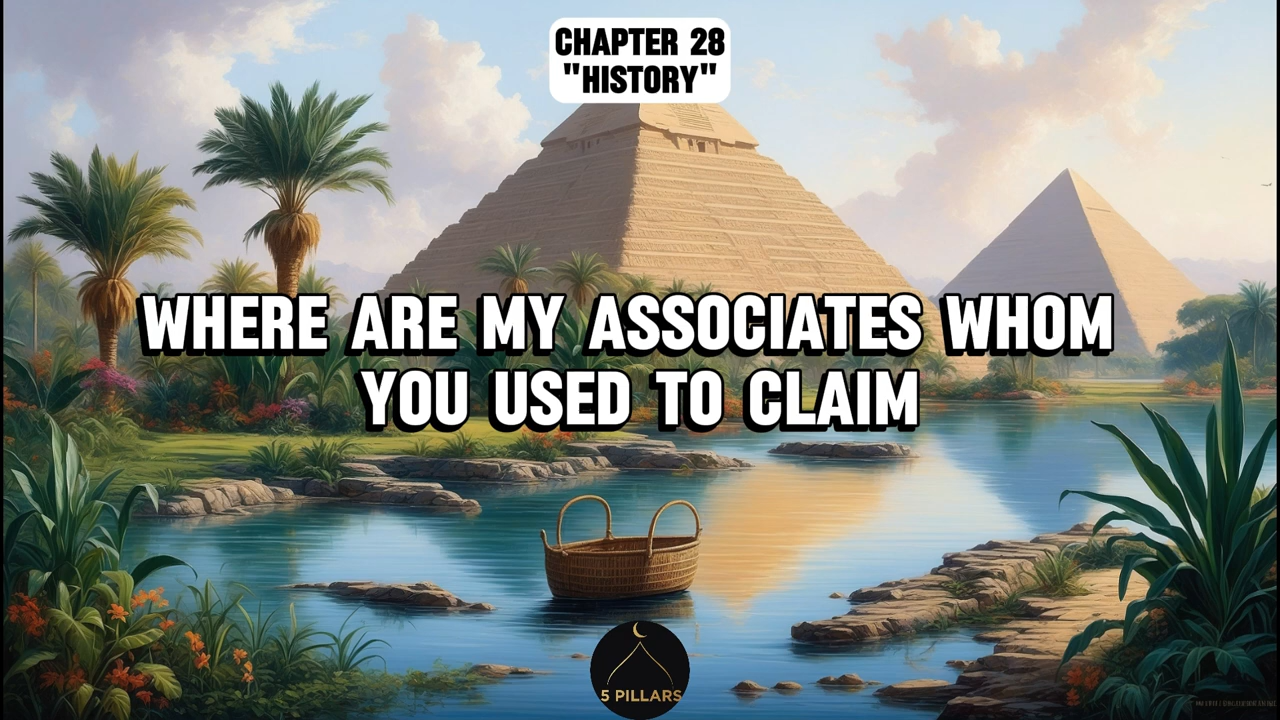 CHAPTER 28
"HISTORY"
WHERE ARE MY ASSOCIATES WHOM
YOU USED TO CLAIM
5 PILLARS